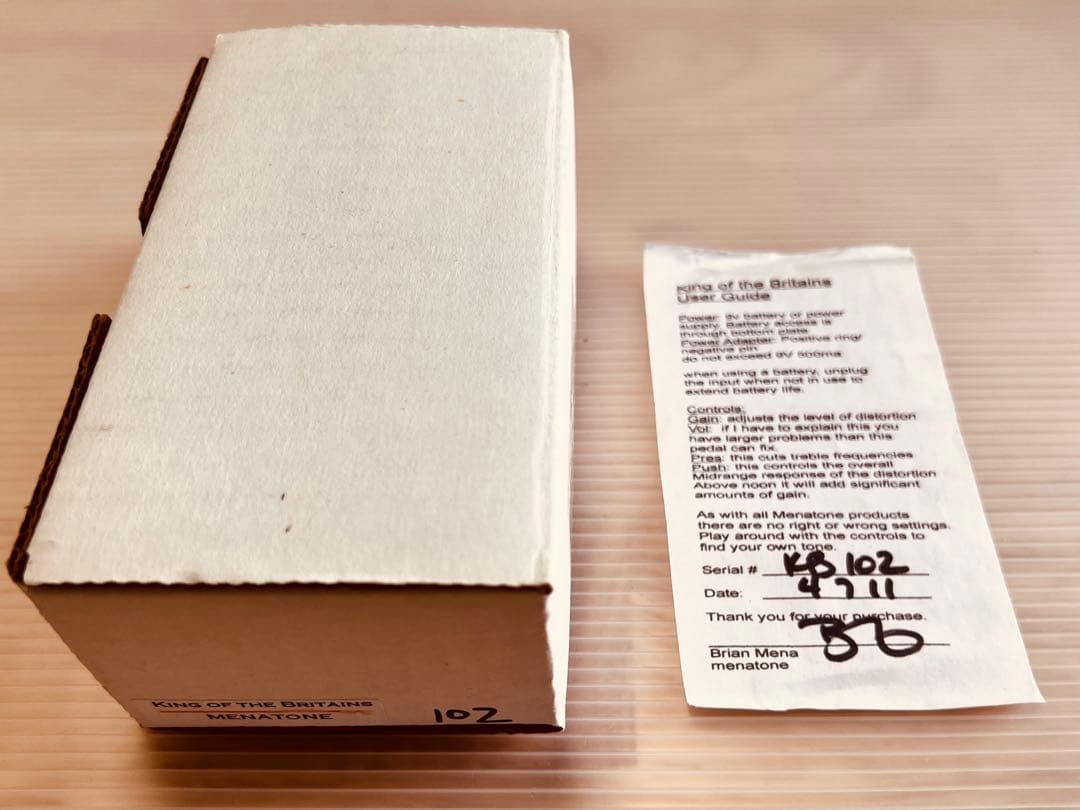 KING OF THE BRITAINS
MENATONE
102
King of the Britains
User Guide
Power: 9v battery or power
supply. Battery access is
through bottom plate
Power Adapter: Positive ring/
negative pin
do not exceed 9V 500ma
when using a battery, unplug
the input when not in use to
extend battery life.
Controls:
Gain: adjusts the level of distortion
Vol: if I have to explain this you
have larger problems than this
pedal can fix.
Pres: this cuts treble frequencies
Push: this controls the overall
Midrange response of the distortion
Above noon it will add significant
amounts of gain.
As with all Menatone products
there are no right or wrong settings.
Play around with the controls to
find your own tone.
Serial # KB 102
Date: 4 7 11
Thank you for your purchase.
Brian Mena
menatone